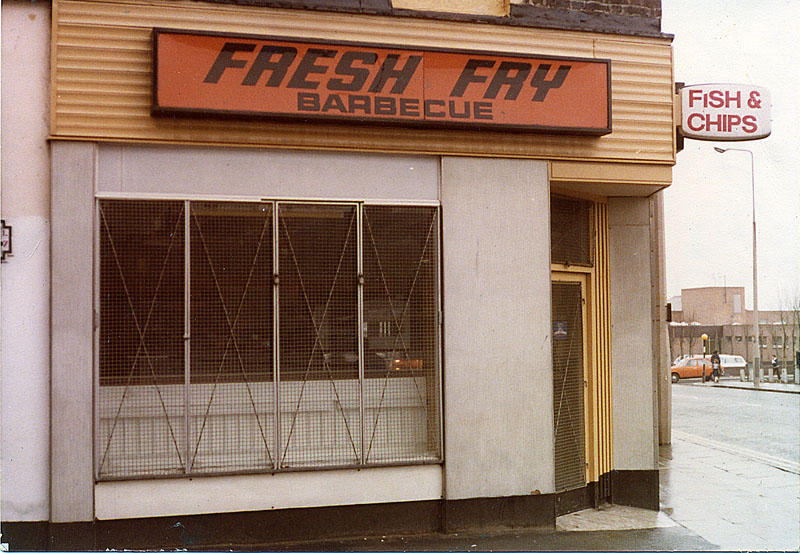 FRESH FRY
BARBECUE
FISH &
CHIPS